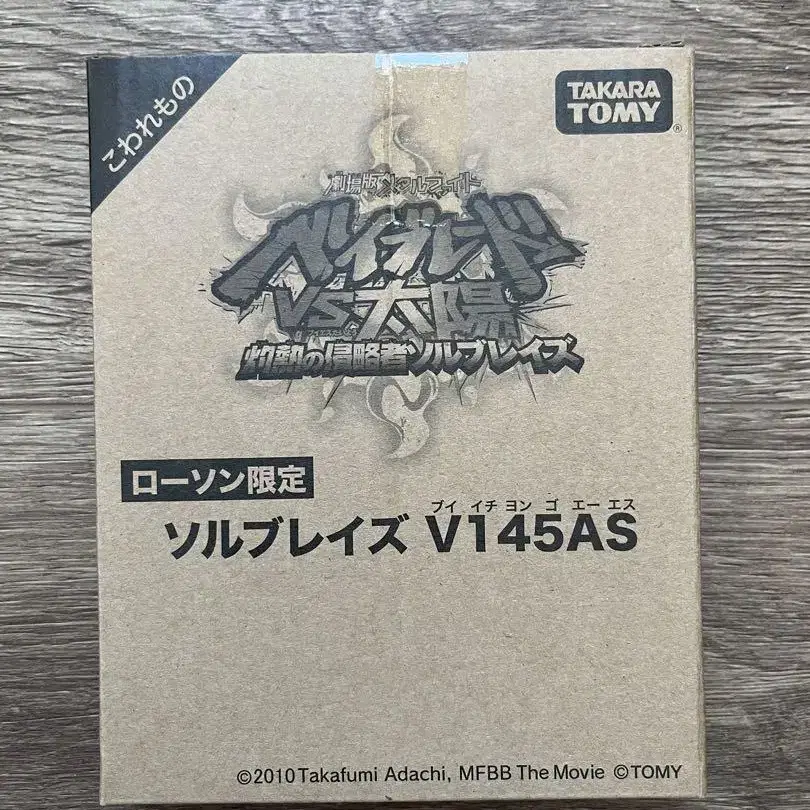 こわれもの
TAKARA
TOMY
®
劇場版メタルファイト
ベイブレード
VS太陽
灼熱の侵略者ソルブレイズ
ローソン限定
ブイ イチ ヨン ゴ エー エス
ソルブレイズ V145AS
©2010 Takafumi Adachi, MFBB The Movie ©TOMY